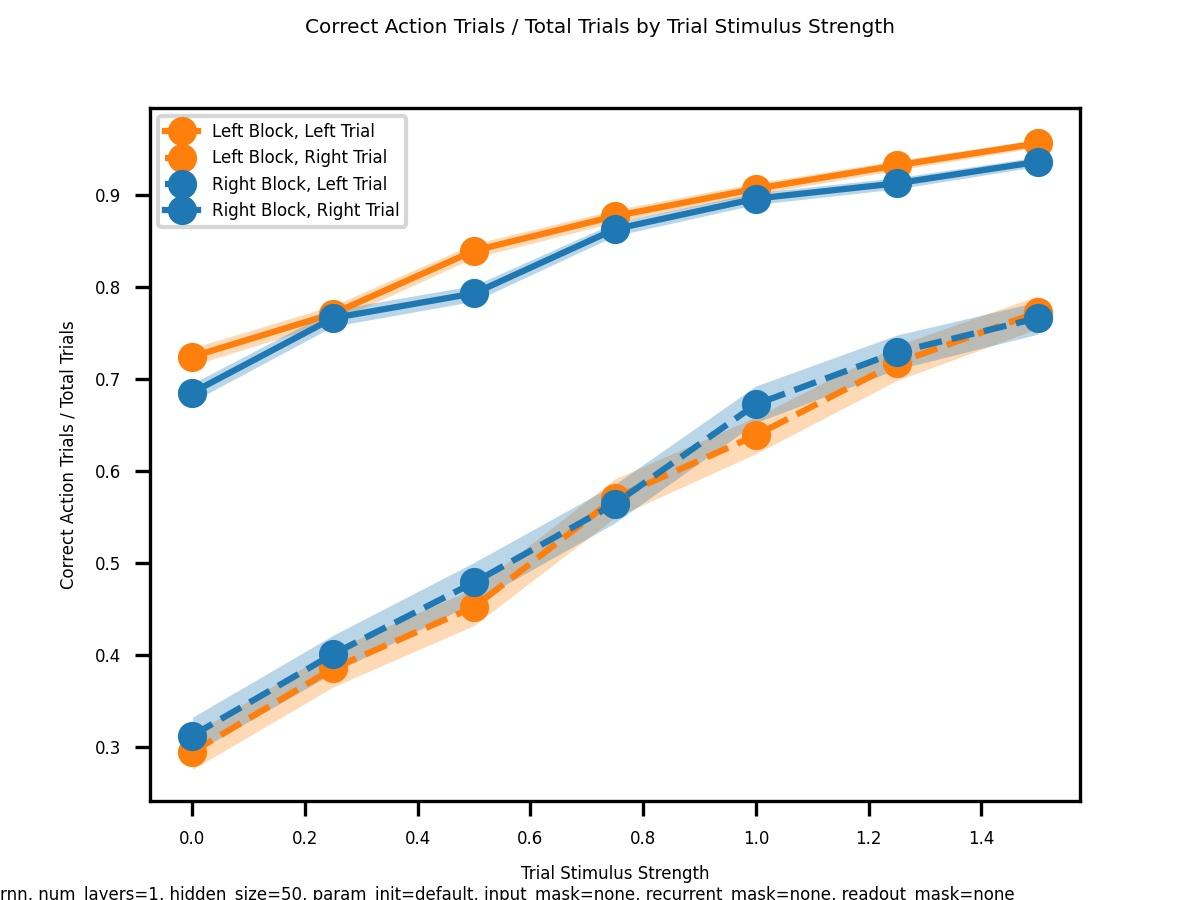 Correct Action Trials / Total Trials by Trial Stimulus Strength
Left Block, Left Trial
Left Block, Right Trial
Right Block, Left Trial
Right Block, Right Trial
Correct Action Trials / Total Trials
0.9
0.8
0.7
0.6
0.5
0.4
0.3
0.0 0.2 0.4 0.6 0.8 1.0 1.2 1.4
Trial Stimulus Strength
rnn, num_layers=1, hidden_size=50, param_init=default, input_mask=none, recurrent_mask=none, readout_mask=none